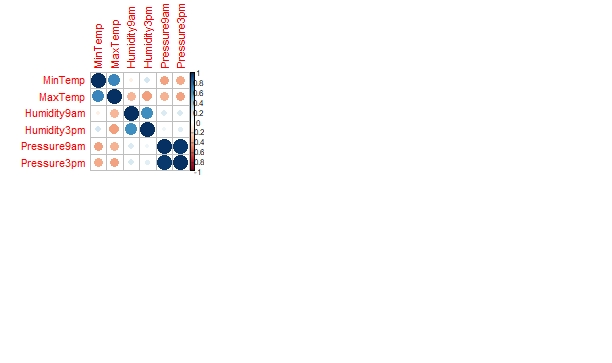 MinTemp
MaxTemp
Humidity9am
Humidity3pm
Pressure9am
Pressure3pm
MinTemp
MaxTemp
Humidity9am
Humidity3pm
Pressure9am
Pressure3pm
1
0.8
0.6
0.4
0.2
0
-0.2
-0.4
-0.6
-0.8
-1